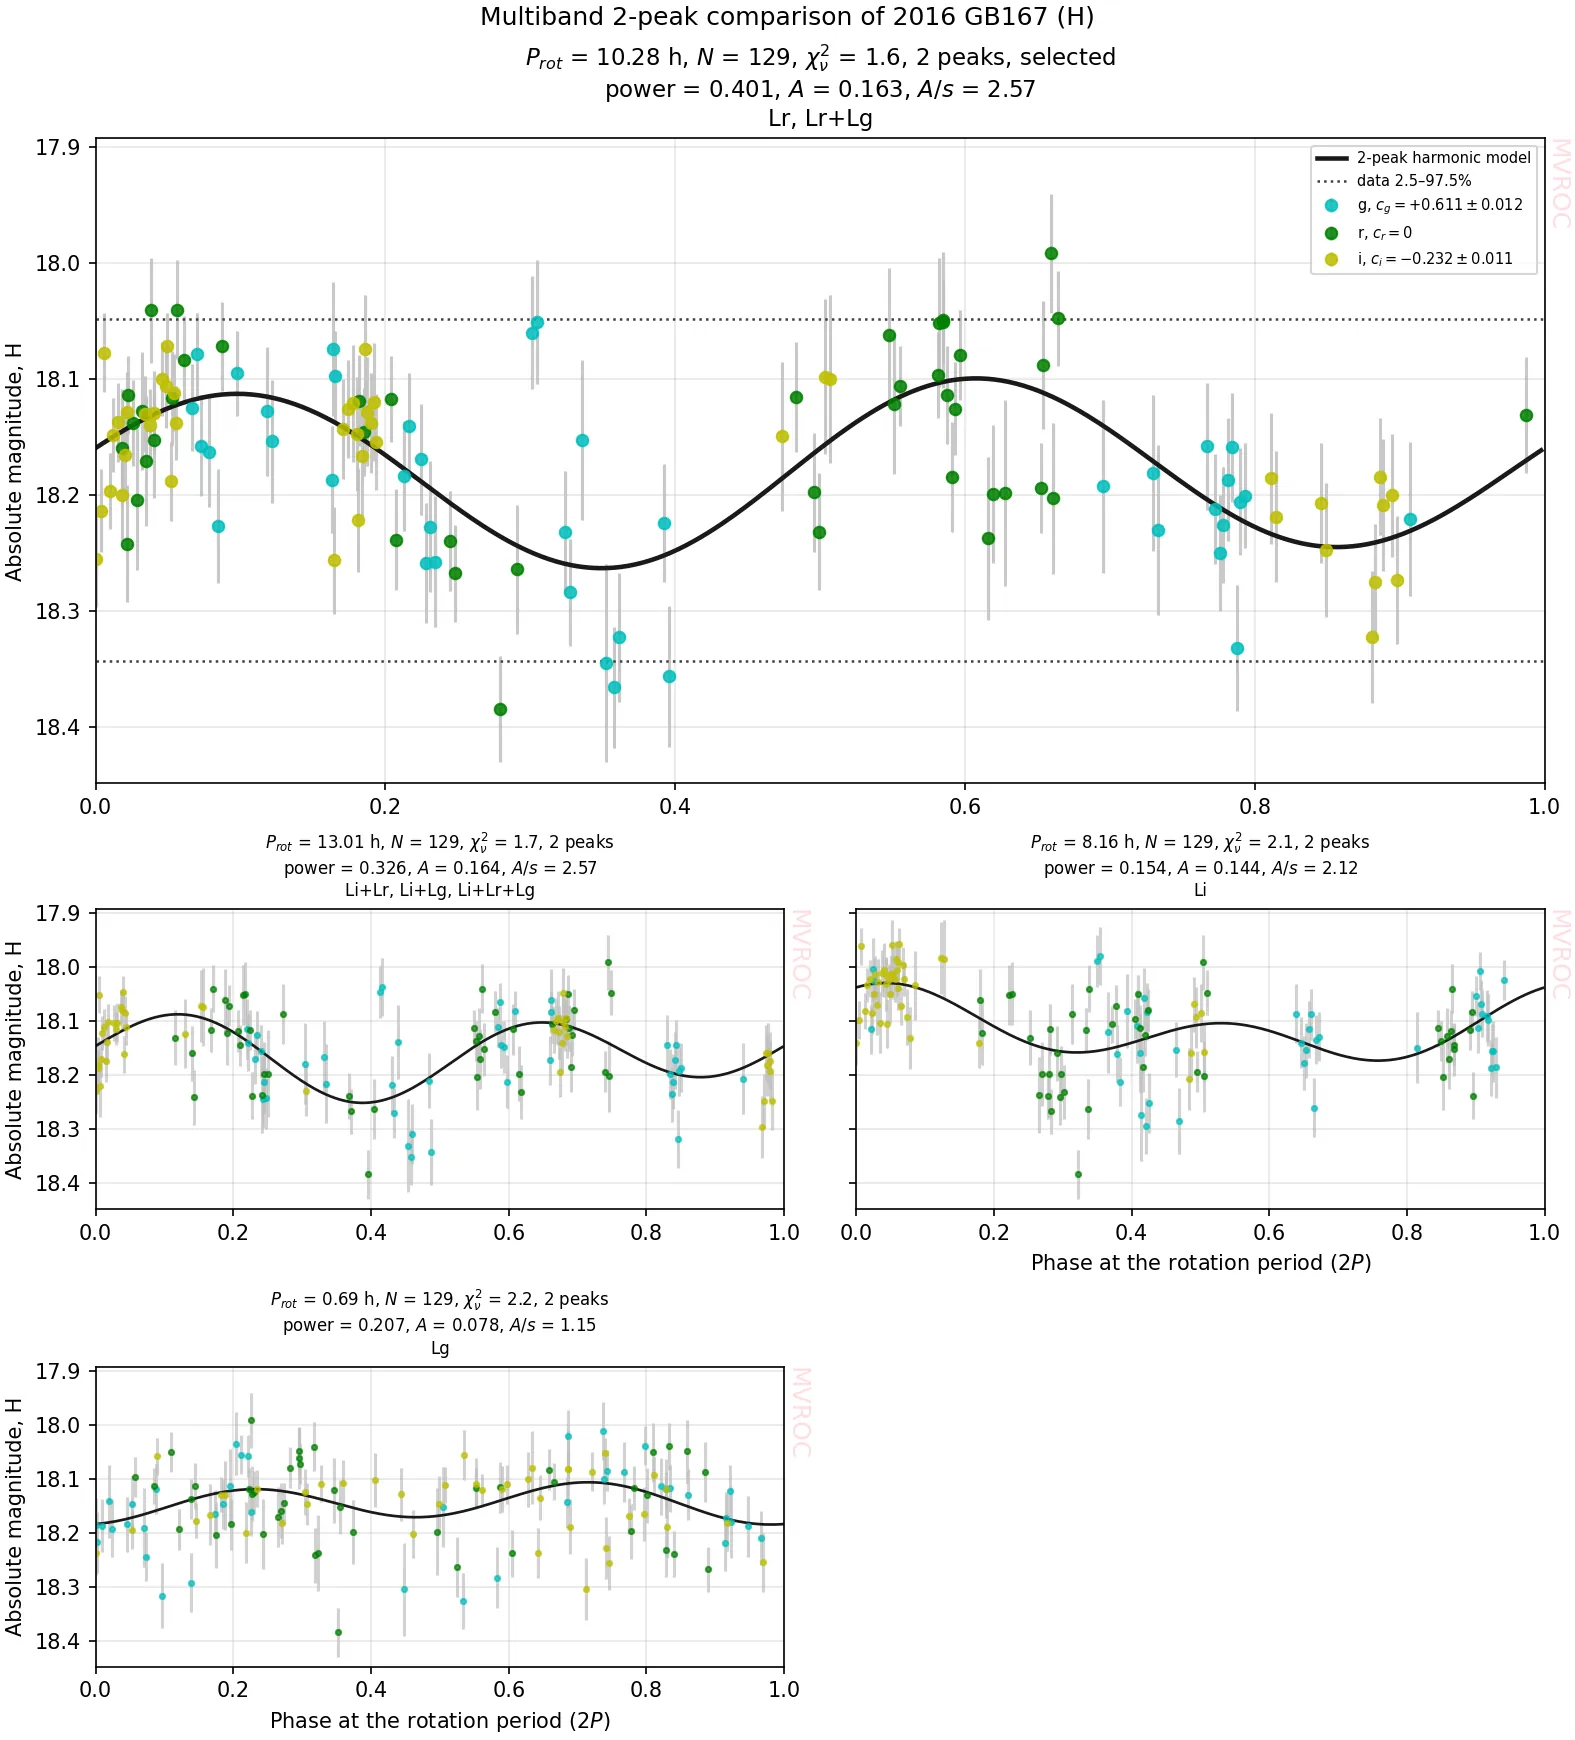 Multiband 2-peak comparison of 2016 GB167 (H)
P_rot = 10.28 h, N = 129, χ²_ν = 1.6, 2 peaks, selected
power = 0.401, A = 0.163, A/s = 2.57
Lr, Lr+Lg
17.9
18.0
18.1
18.2
18.3
18.4
Absolute magnitude, H
2-peak harmonic model
data 2.5–97.5%
g, c_g = +0.611 ± 0.012
r, c_r = 0
i, c_i = −0.232 ± 0.011
MVROC
0.0 0.2 0.4 0.6 0.8 1.0
P_rot = 13.01 h, N = 129, χ²_ν = 1.7, 2 peaks
power = 0.326, A = 0.164, A/s = 2.57
Li+Lr, Li+Lg, Li+Lr+Lg
17.9
18.0
18.1
18.2
18.3
18.4
Absolute magnitude, H
MVROC
0.0 0.2 0.4 0.6 0.8 1.0
P_rot = 8.16 h, N = 129, χ²_ν = 2.1, 2 peaks
power = 0.154, A = 0.144, A/s = 2.12
Li
MVROC
0.0 0.2 0.4 0.6 0.8 1.0
Phase at the rotation period (2P)
P_rot = 0.69 h, N = 129, χ²_ν = 2.2, 2 peaks
power = 0.207, A = 0.078, A/s = 1.15
Lg
17.9
18.0
18.1
18.2
18.3
18.4
Absolute magnitude, H
MVROC
0.0 0.2 0.4 0.6 0.8 1.0
Phase at the rotation period (2P)